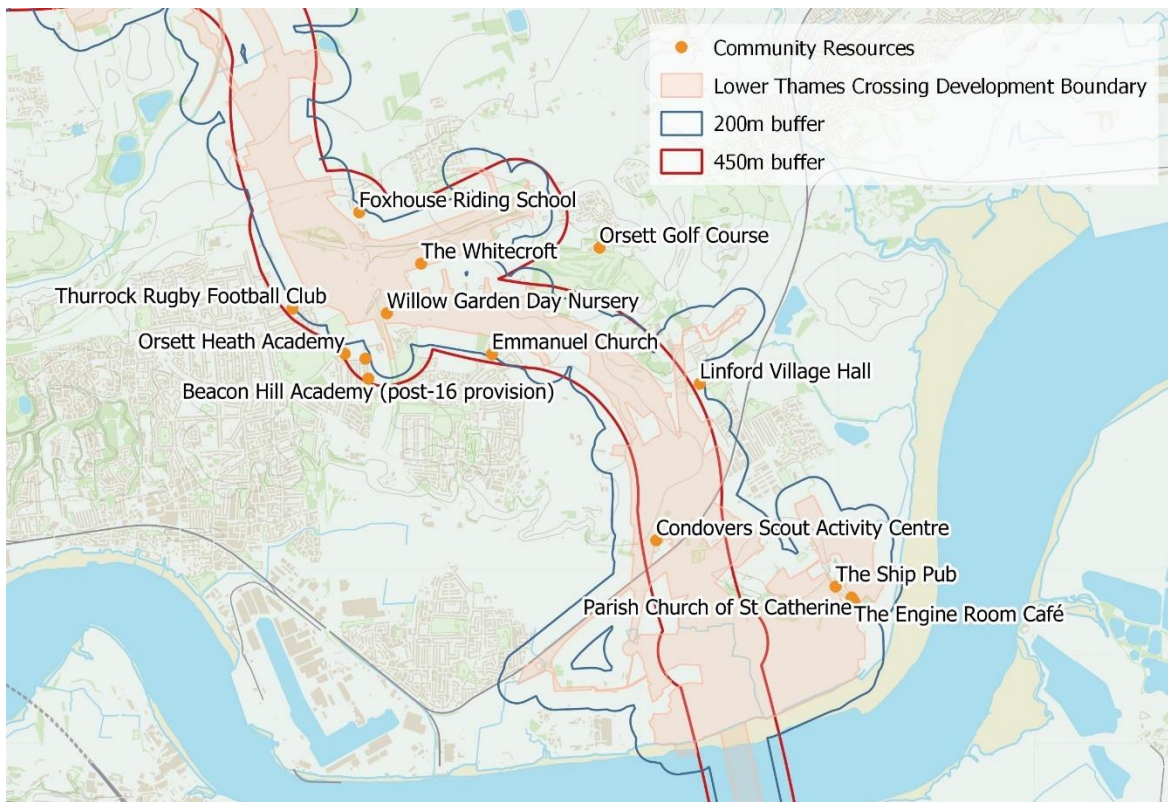 Community Resources
Lower Thames Crossing Development Boundary
200m buffer
450m buffer
Foxhouse Riding School
Orsett Golf Course
The Whitecroft
Thurrock Rugby Football Club
Willow Garden Day Nursery
Orsett Heath Academy
Emmanuel Church
Linford Village Hall
Beacon Hill Academy (post-16 provision)
Condovers Scout Activity Centre
The Ship Pub
Parish Church of St Catherine
The Engine Room Café